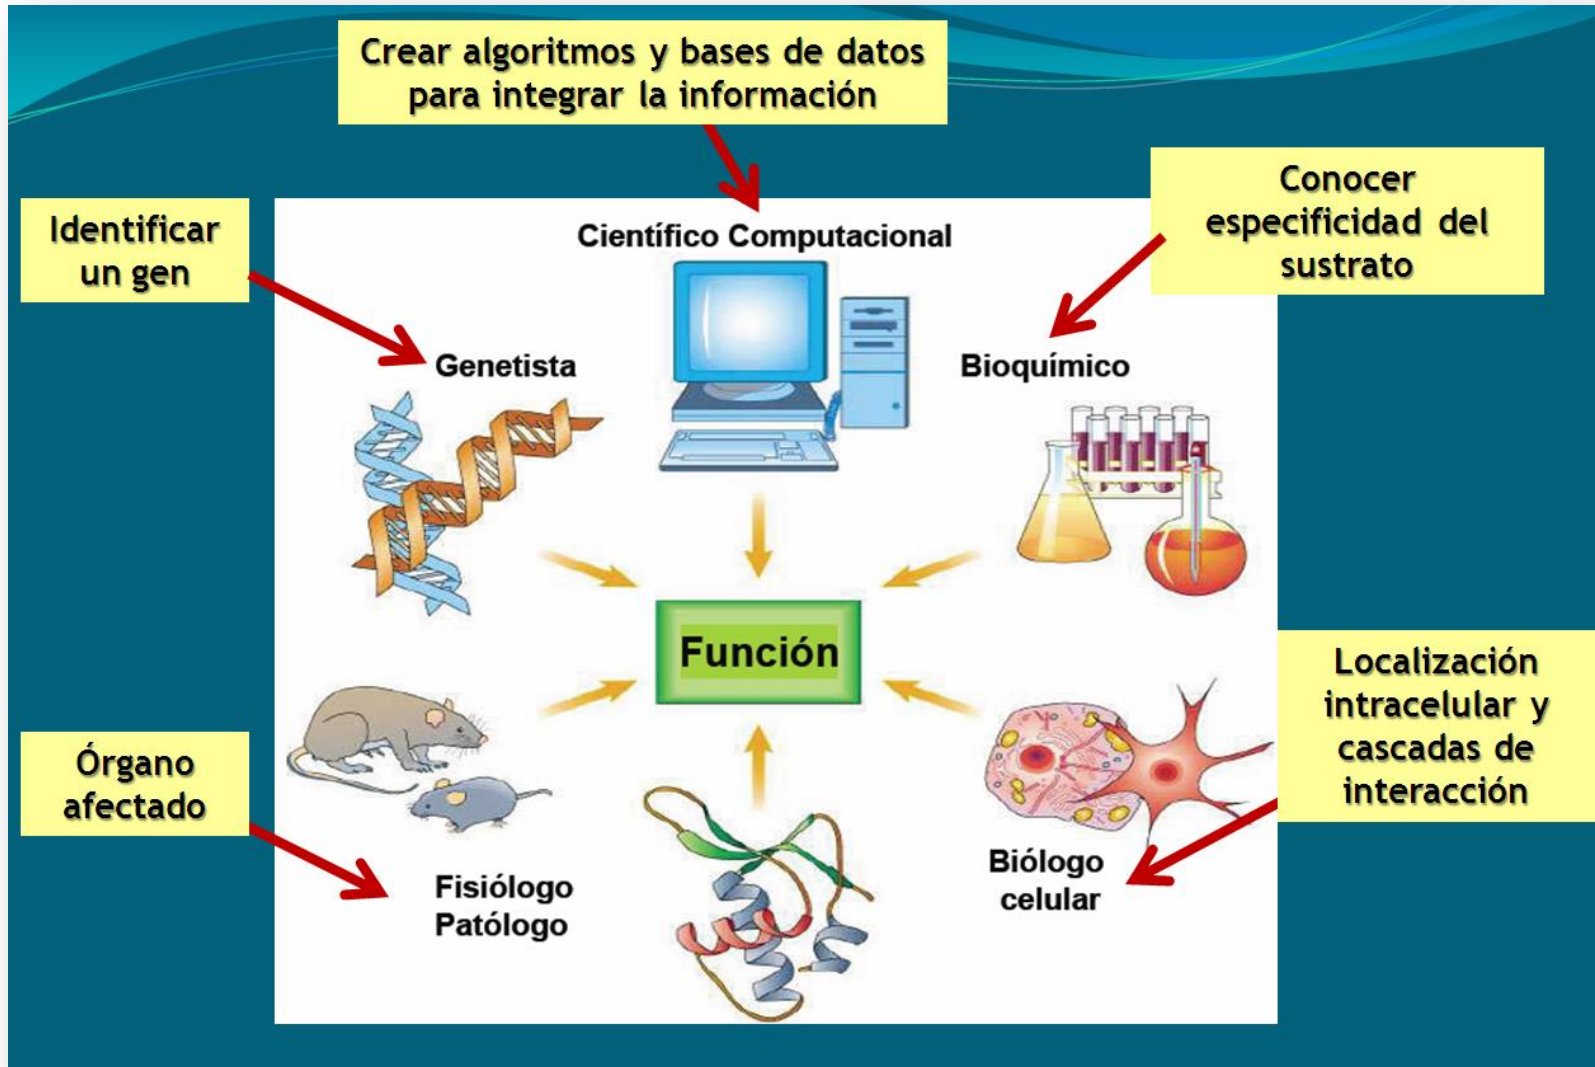 Crear algoritmos y bases de datos
para integrar la información
Conocer
especificidad del
sustrato
Identificar
un gen
Científico Computacional
Genetista
Bioquímico
Función
Localización
intracelular y
cascadas de
interacción
Órgano
afectado
Fisiólogo
Patólogo
Biólogo
celular